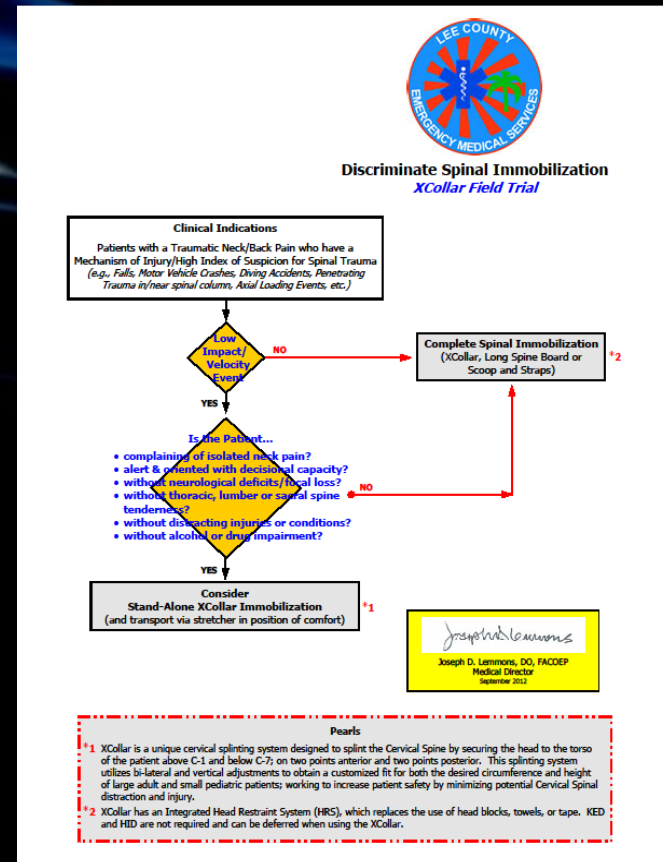 LEE COUNTY
EMERGENCY MEDICAL SERVICES
Discriminate Spinal Immobilization
XCollar Field Trial
Clinical Indications
Patients with a Traumatic Neck/Back Pain who have a
Mechanism of Injury/High Index of Suspicion for Spinal Trauma
(e.g., Falls, Motor Vehicle Crashes, Diving Accidents, Penetrating
Trauma in/near spinal column, Axial Loading Events, etc.)
Low
Impact/
Velocity
Event
NO
Complete Spinal Immobilization
(XCollar, Long Spine Board or
Scoop and Straps)
*2
YES
Is the Patient...
• complaining of isolated neck pain?
• alert & oriented with decisional capacity?
• without neurological deficits/focal loss?
• without thoracic, lumber or sacral spine
tenderness?
• without distracting injuries or conditions?
• without alcohol or drug impairment?
NO
YES
Consider
Stand-Alone XCollar Immobilization
(and transport via stretcher in position of comfort)
*1
Joseph D. Lemmons
Joseph D. Lemmons, DO, FACOEP
Medical Director
September 2012
Pearls
*1 XCollar is a unique cervical splinting system designed to splint the Cervical Spine by securing the head to the torso
of the patient above C-1 and below C-7; on two points anterior and two points posterior. This splinting system
utilizes bi-lateral and vertical adjustments to obtain a customized fit for both the desired circumference and height
of large adult and small pediatric patients; working to increase patient safety by minimizing potential Cervical Spinal
distraction and injury.
*2 XCollar has an Integrated Head Restraint System (HRS), which replaces the use of head blocks, towels, or tape. KED
and HID are not required and can be deferred when using the XCollar.